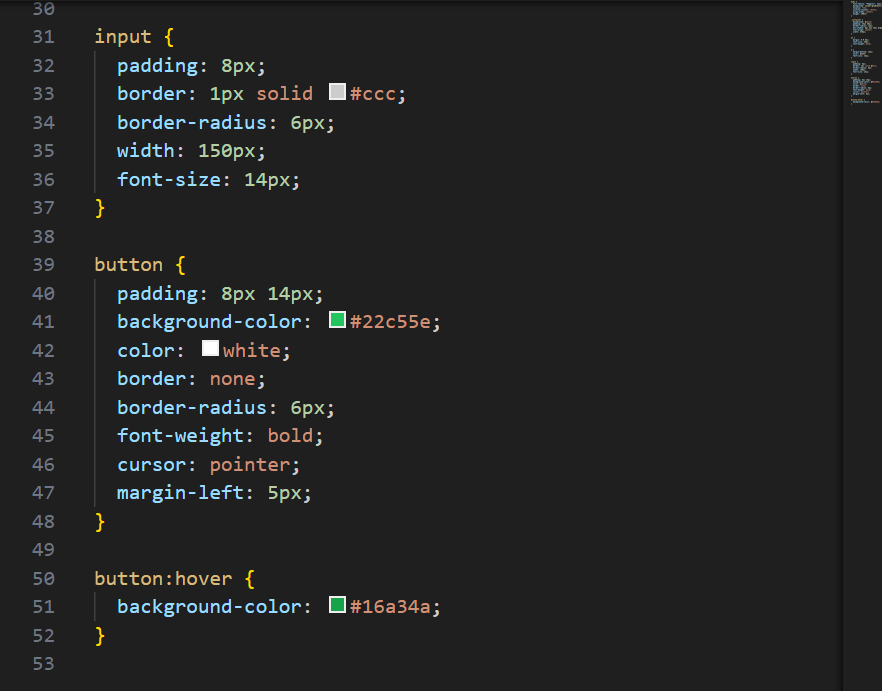 30
31 input {
32   padding: 8px;
33   border: 1px solid #ccc;
34   border-radius: 6px;
35   width: 150px;
36   font-size: 14px;
37 }
38
39 button {
40   padding: 8px 14px;
41   background-color: #22c55e;
42   color: white;
43   border: none;
44   border-radius: 6px;
45   font-weight: bold;
46   cursor: pointer;
47   margin-left: 5px;
48 }
49
50 button:hover {
51   background-color: #16a34a;
52 }
53